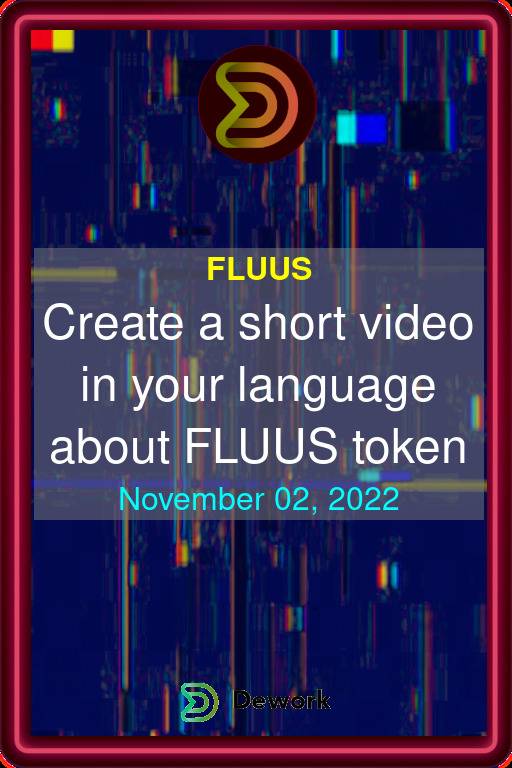 FLUUS
Create a short video
in your language
about FLUUS token
November 02, 2022
Dework